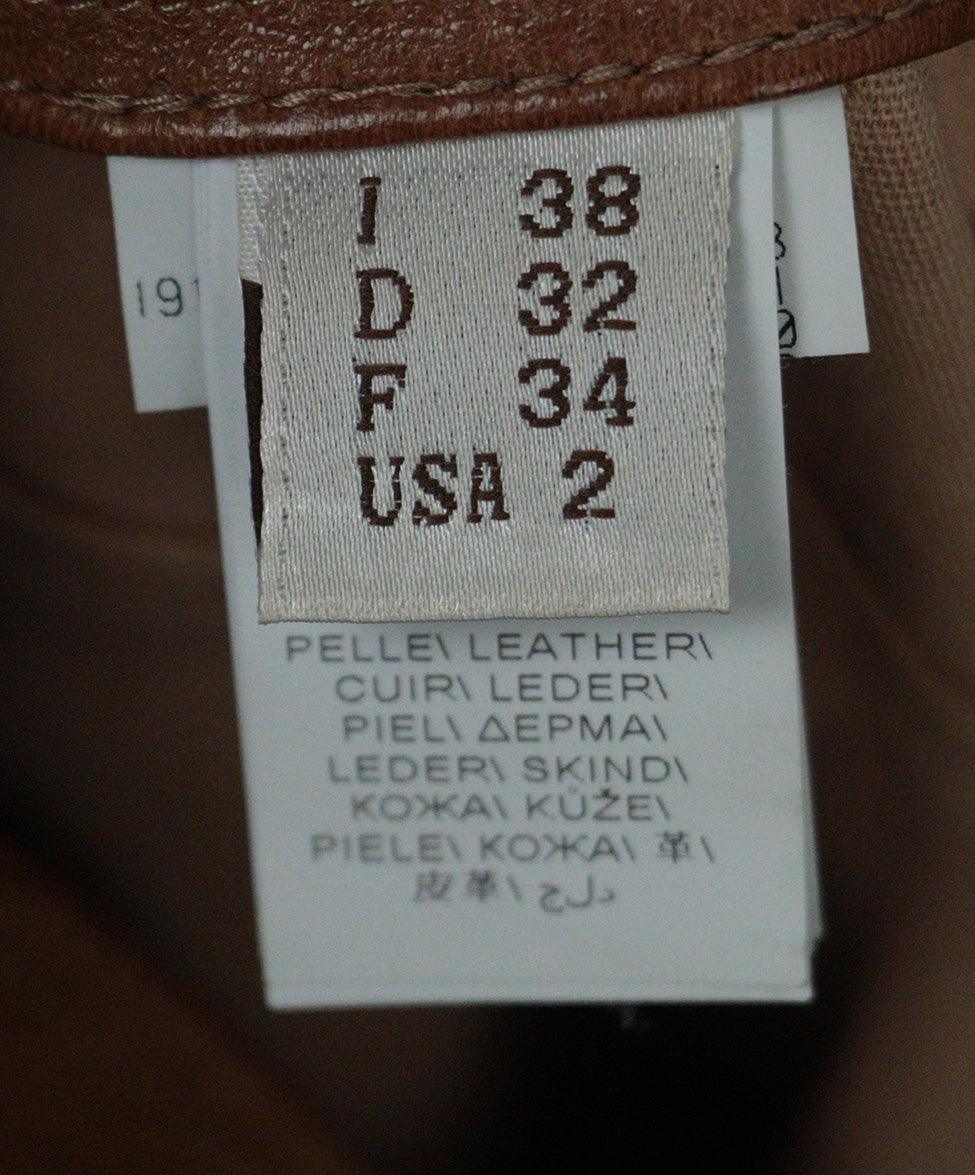 I 38
D 32
F 34
USA 2
PELLE\ LEATHER\
CUIR\ LEDER\
PIEL\ ΔΕΡΜΑ\
LEDER\ SKIND\
КОЖА\ KŮŽE\
PIELE\ КОЖА\ 革\
皮革\ جلد
19